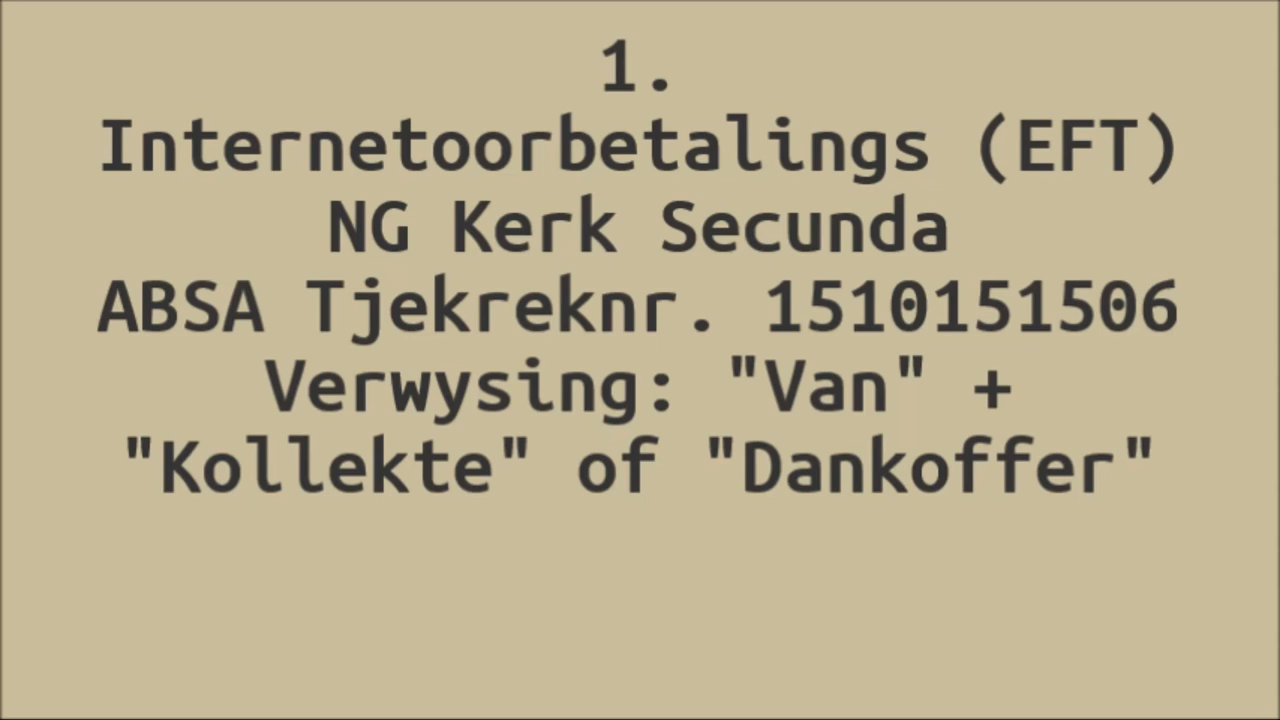 1.
Internetoorbetalings (EFT)
NG Kerk Secunda
ABSA Tjekreknr. 1510151506
Verwysing: "Van" +
"Kollekte" of "Dankoffer"